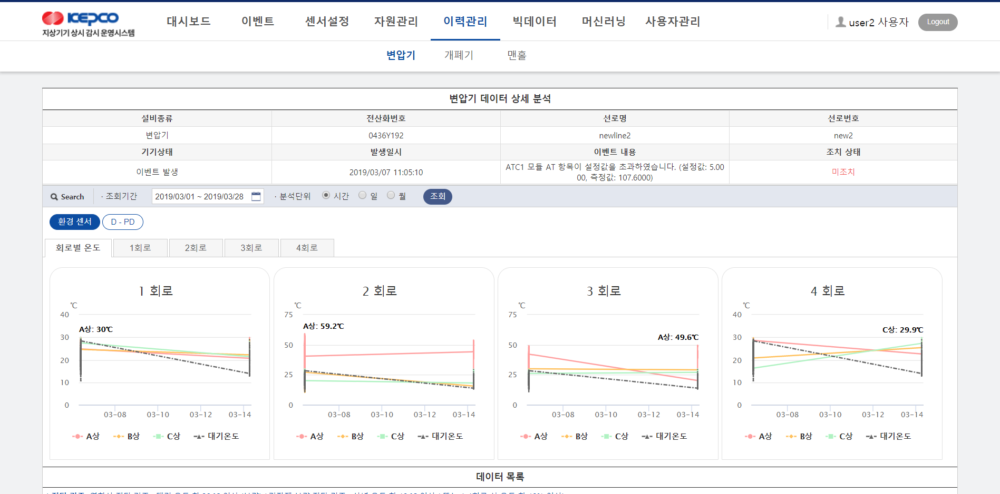 KEPCO
지상기기 상시 감시 운영시스템
대시보드 이벤트 센서설정 자원관리 이력관리 빅데이터 머신러닝 사용자관리
user2 사용자 Logout
변압기 개폐기 맨홀
변압기 데이터 상세 분석
설비종류 전산화번호 선로명 선로번호
변압기 0436Y192 newline2 new2
기기상태 발생일시 이벤트 내용 조치 상태
이벤트 발생 2019/03/07 11:05:10 ATC1 모듈 AT 항목이 설정값을 초과하였습니다. (설정값: 5.00
00, 측정값: 107.6000) 미조치
Search · 조회기간 2019/03/01 ~ 2019/03/28 · 분석단위 시간 일 월 조회
환경 센서 D - PD
회로별 온도 1회로 2회로 3회로 4회로
1 회로
℃
40
30
20
10
0
A상: 30℃
03-08 03-10 03-12 03-14
A상 B상 C상 대기온도
2 회로
℃
75
50
25
0
A상: 59.2℃
03-08 03-10 03-12 03-14
A상 B상 C상 대기온도
3 회로
℃
75
50
25
0
A상: 49.6℃
03-08 03-10 03-12 03-14
A상 B상 C상 대기온도
4 회로
℃
40
30
20
10
0
C상: 29.9℃
03-08 03-10 03-12 03-14
A상 B상 C상 대기온도
데이터 목록